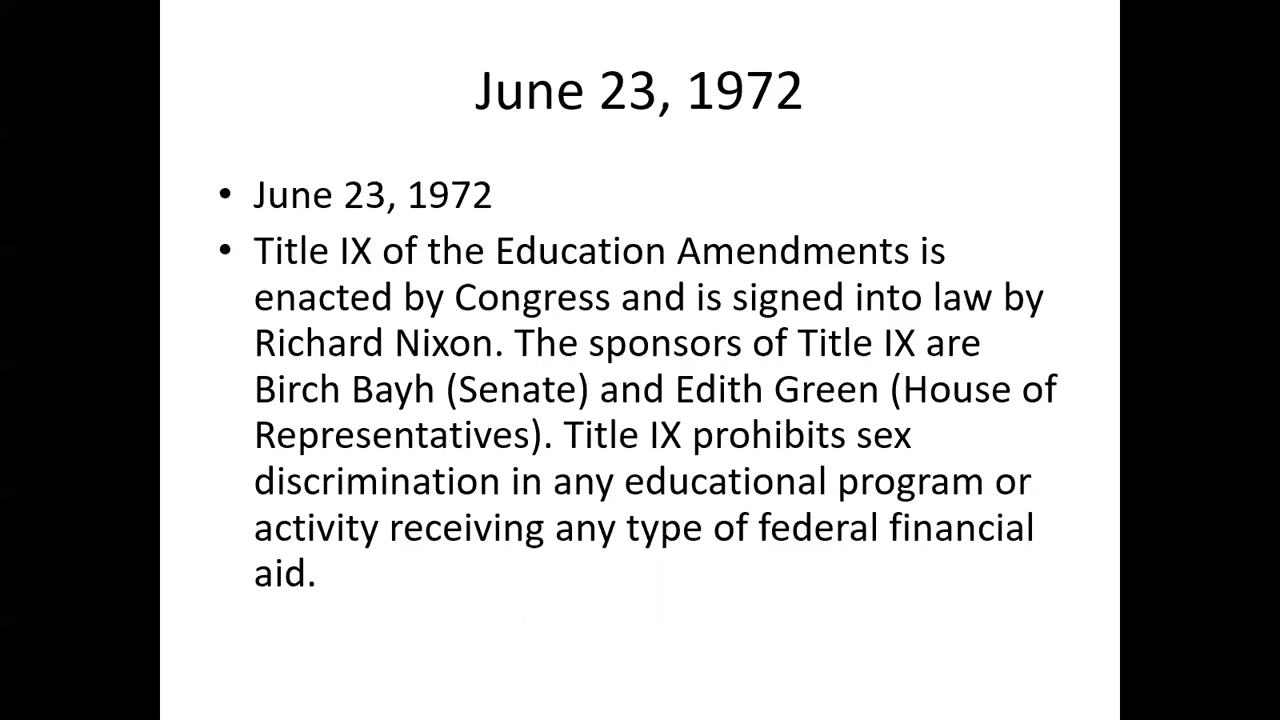 June 23, 1972
• June 23, 1972
• Title IX of the Education Amendments is
enacted by Congress and is signed into law by
Richard Nixon. The sponsors of Title IX are
Birch Bayh (Senate) and Edith Green (House of
Representatives). Title IX prohibits sex
discrimination in any educational program or
activity receiving any type of federal financial
aid.